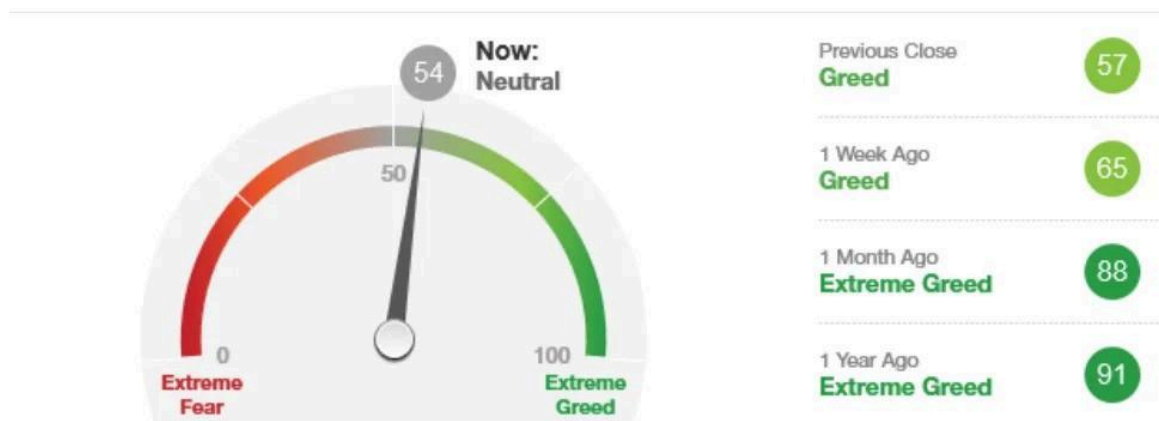 54
Now:
Neutral
50
0
100
Extreme
Fear
Extreme
Greed
Previous Close
Greed
57
1 Week Ago
Greed
65
1 Month Ago
Extreme Greed
88
1 Year Ago
Extreme Greed
91